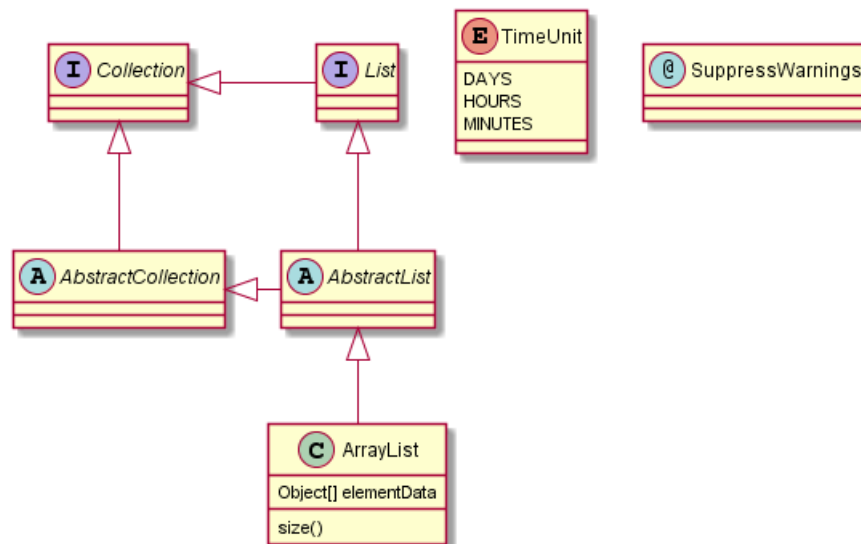 I Collection
I List
E TimeUnit
DAYS
HOURS
MINUTES
@ SuppressWarnings
A AbstractCollection
A AbstractList
C ArrayList
Object[] elementData
size()